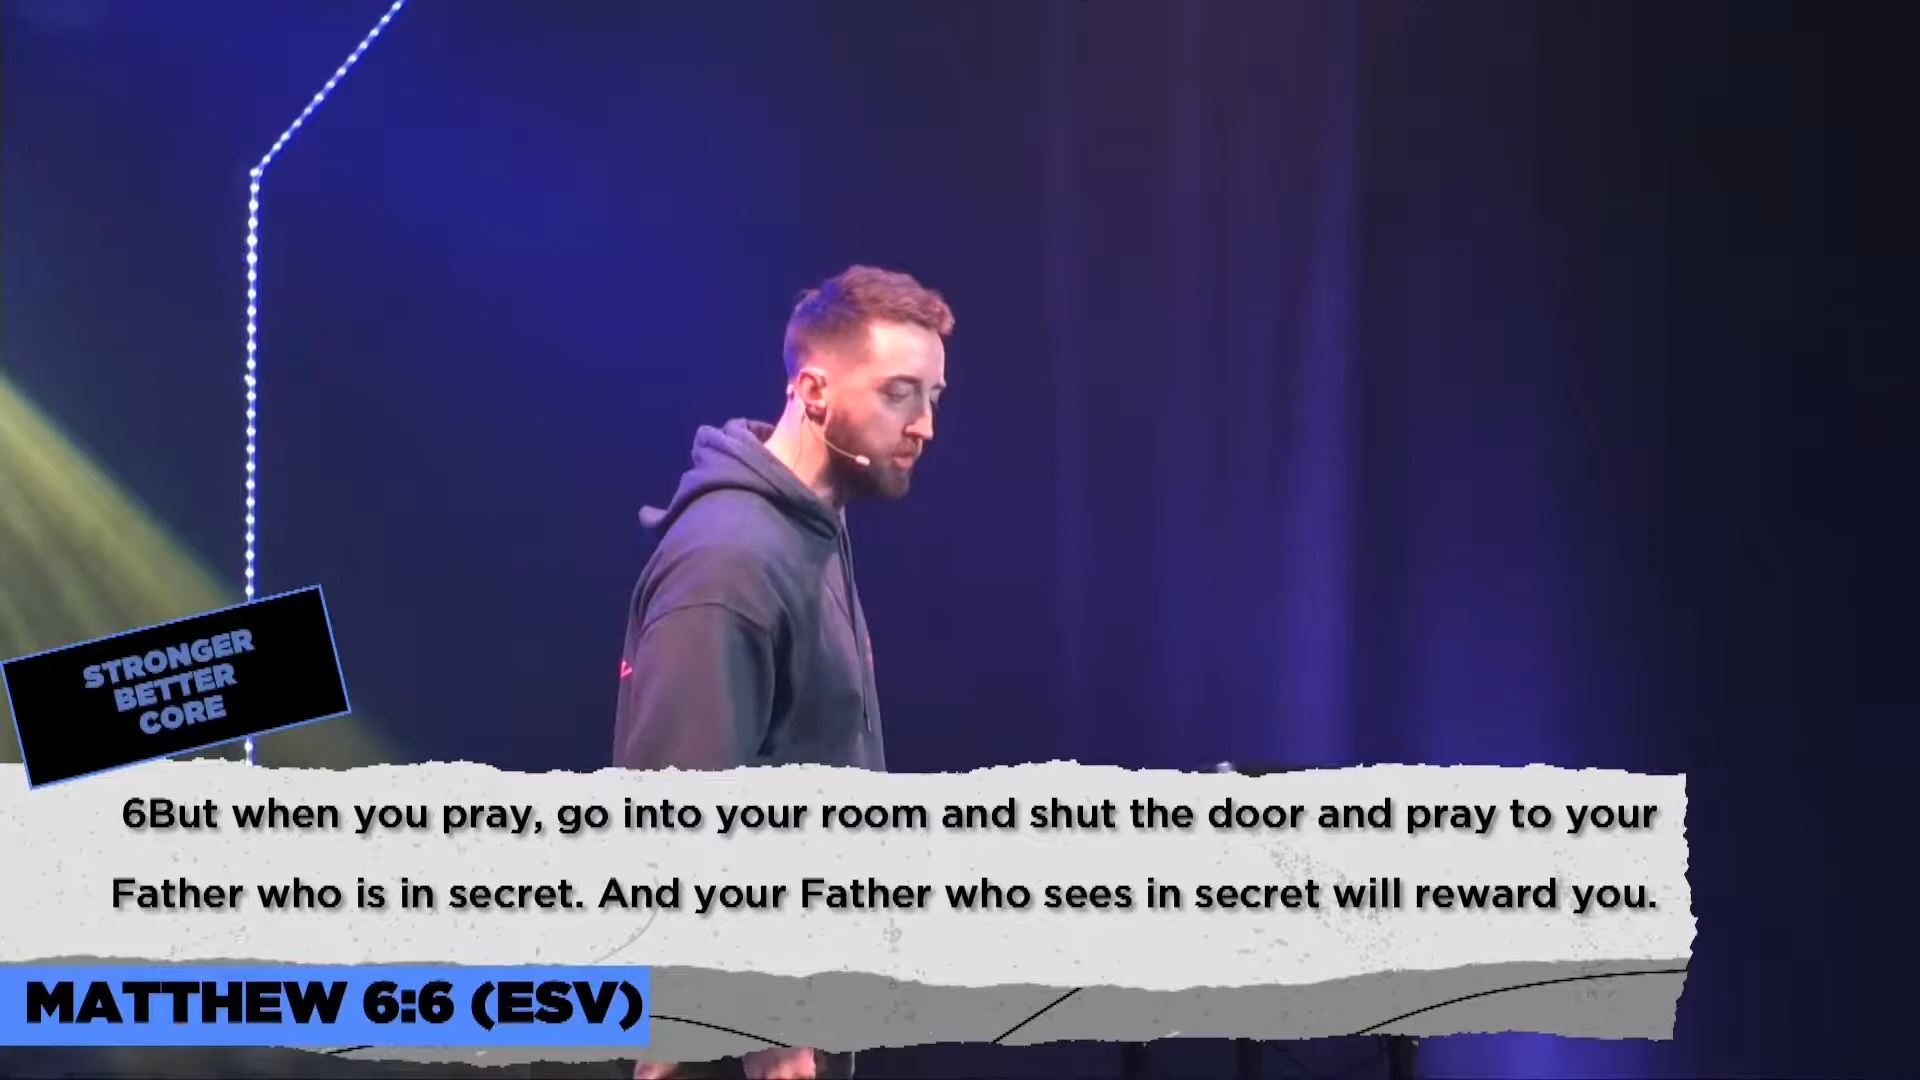 STRONGER
BETTER
CORE
6But when you pray, go into your room and shut the door and pray to your
Father who is in secret. And your Father who sees in secret will reward you.
MATTHEW 6:6 (ESV)